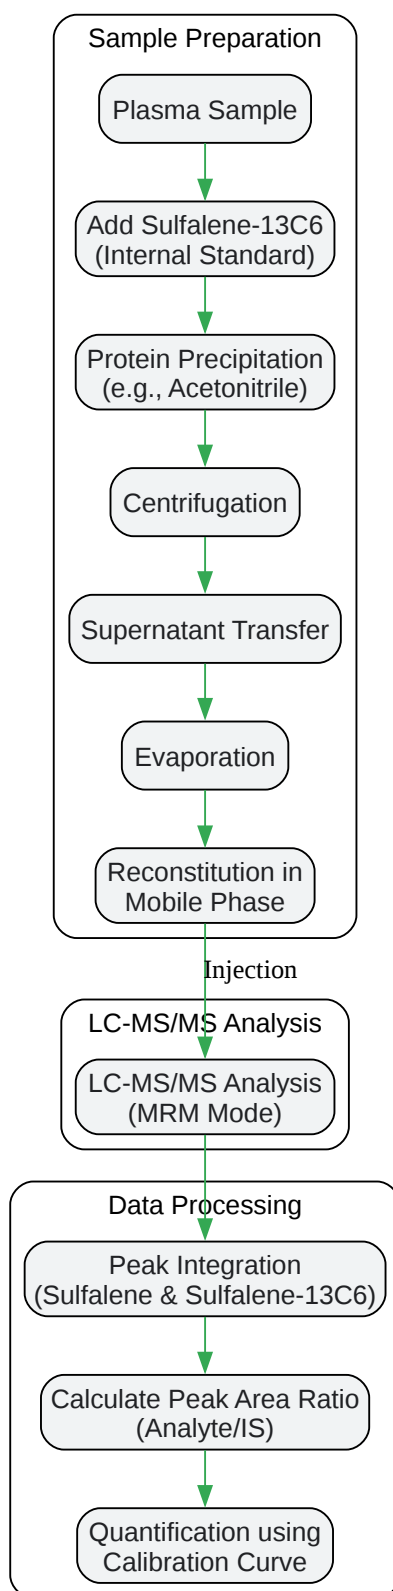 Sample Preparation
Plasma Sample
Add Sulfalene-13C6
(Internal Standard)
Protein Precipitation
(e.g., Acetonitrile)
Centrifugation
Supernatant Transfer
Evaporation
Reconstitution in
Mobile Phase
Injection
LC-MS/MS Analysis
LC-MS/MS Analysis
(MRM Mode)
Data Processing
Peak Integration
(Sulfalene & Sulfalene-13C6)
Calculate Peak Area Ratio
(Analyte/IS)
Quantification using
Calibration Curve